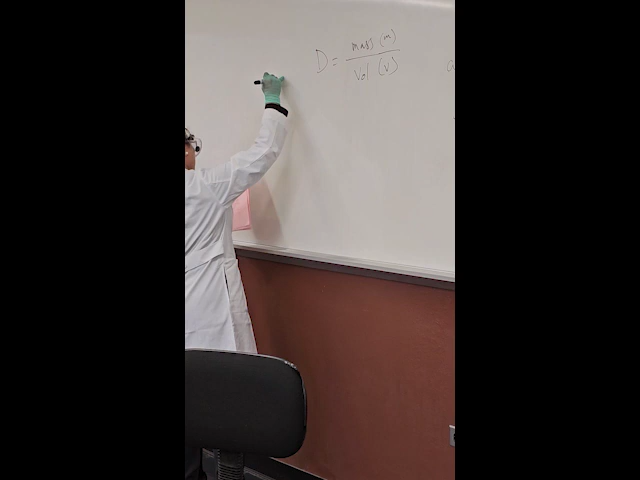 D = mass (m)
Vol (v)